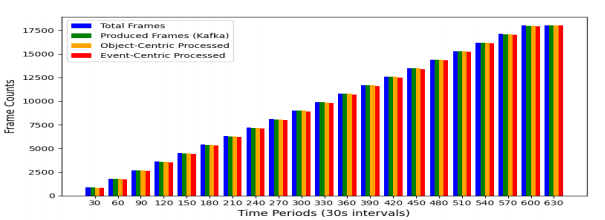 Total Frames
Produced Frames (Kafka)
Object-Centric Processed
Event-Centric Processed
17500
15000
12500
10000
7500
5000
2500
0
Frame Counts
30 60 90 120 150 180 210 240 270 300 330 360 390 420 450 480 510 540 570 600 630
Time Periods (30s intervals)